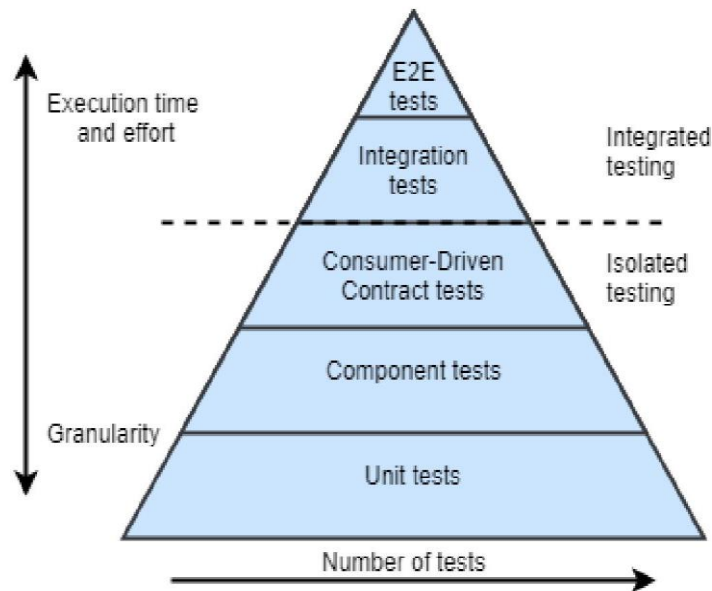 E2E
tests
Execution time
and effort
Integration
tests
Integrated
testing
Consumer-Driven
Contract tests
Isolated
testing
Component tests
Granularity
Unit tests
Number of tests